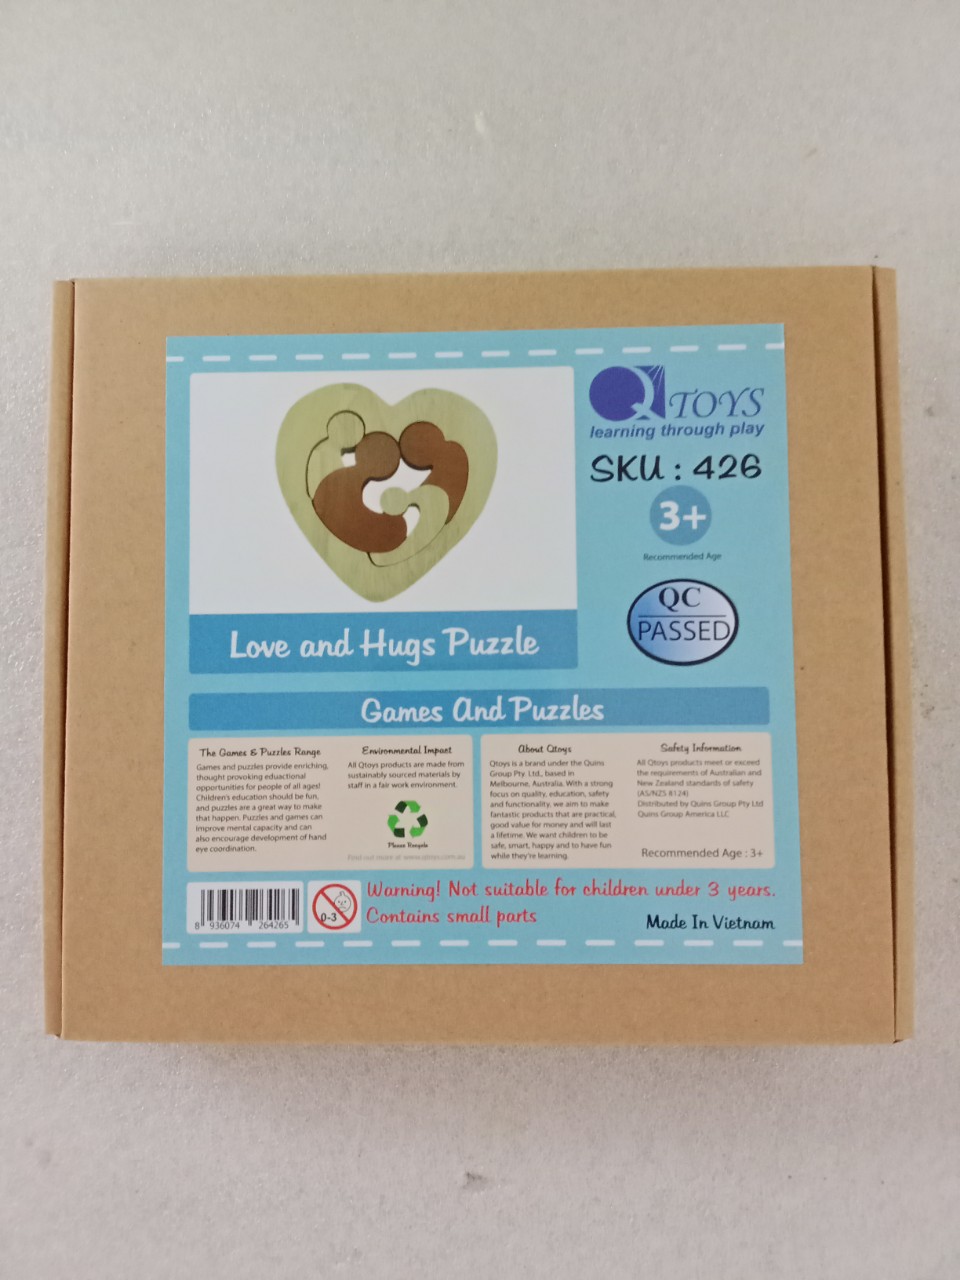 QTOYS
learning through play
SKU : 426
3+
Recommended Age
QC
PASSED
Love and Hugs Puzzle
Games And Puzzles
The Games & Puzzles Range
Games and puzzles provide enriching,
thought provoking eduactional
opportunities for people of all ages!
Children's education should be fun,
and puzzles are a great way to make
that happen. Puzzles and games can
improve mental capacity and can
also encourage development of hand
eye coordination.
Environmental Impact
All Qtoys products are made from
sustainably sourced materials by
staff in a fair work environment.
Please Recycle
Find out more at www.qtoys.com.au
About Qtoys
Qtoys is a brand under the Quins
Group Pty. Ltd., based in
Melbourne, Australia. With a strong
focus on quality, education, safety
and functionality, we aim to make
fantastic products that are practical,
good value for money and will last
a lifetime. We want children to be
safe, smart, happy and to have fun
while they're learning.
Safety Information
All Qtoys products meet or exceed
the requirements of Australian and
New Zealand standards of safety
(AS/NZS 8124)
Distributed by Quins Group Pty Ltd
Quins Group America LLC
Recommended Age : 3+
8 936074 264265
0-3
Warning! Not suitable for children under 3 years.
Contains small parts
Made In Vietnam